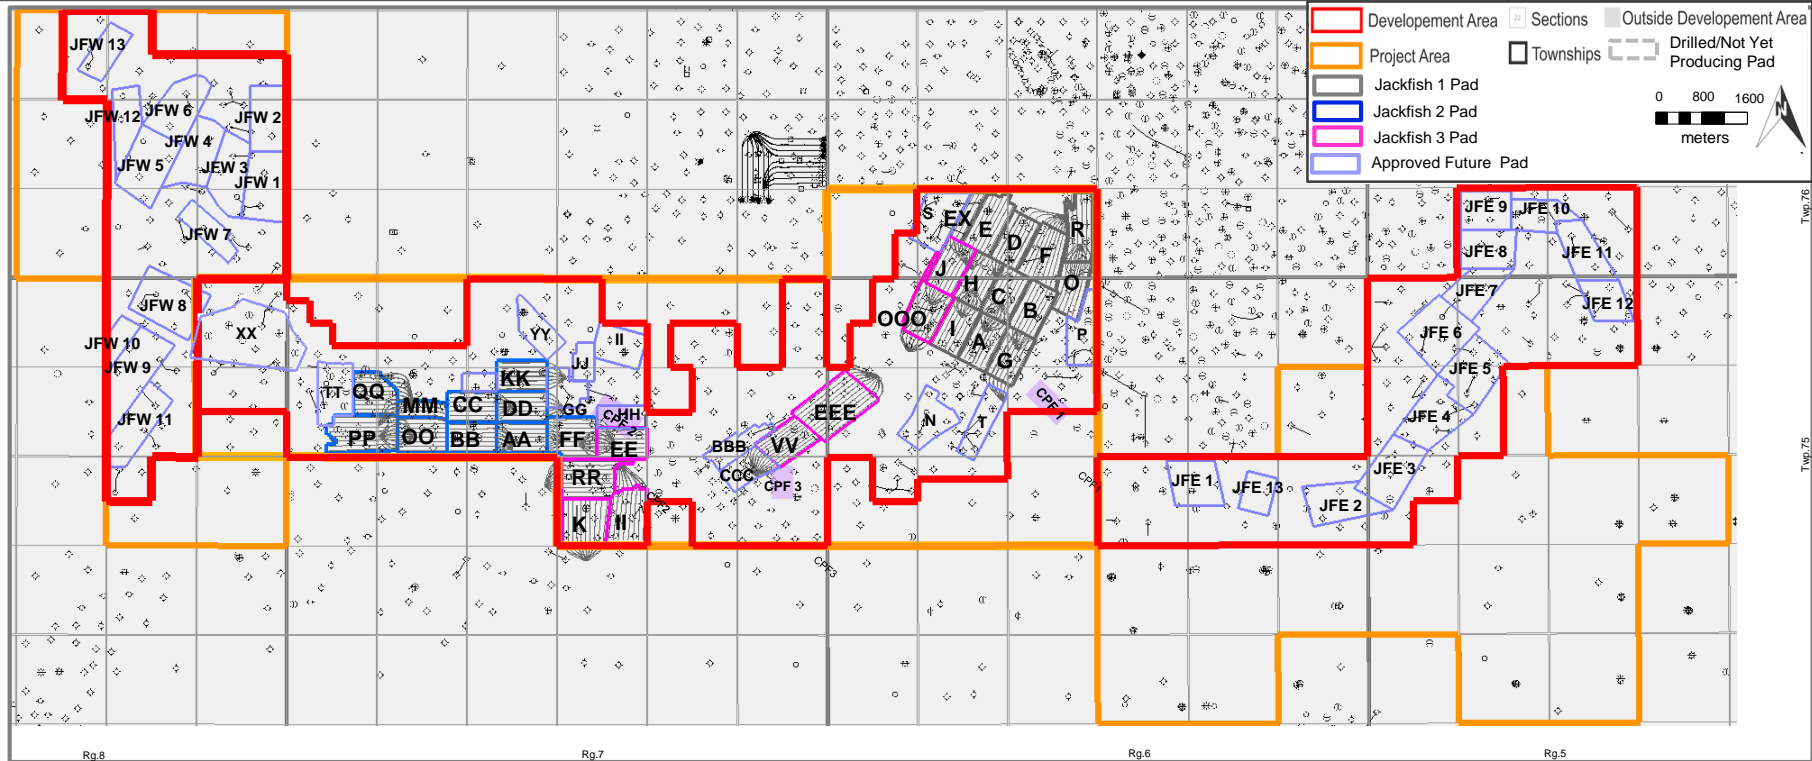 Developement Area
Sections
Outside Developement Area
Project Area
Townships
Drilled/Not Yet
Producing Pad
Jackfish 1 Pad
Jackfish 2 Pad
Jackfish 3 Pad
Approved Future Pad
0 800 1600
meters
N
Twp.76
Twp.75
JFW 13
JFW 12
JFW 6
JFW 2
JFW 4
JFW 5
JFW 3
JFW 1
JFW 7
JFW 8
JFW 10
JFW 9
JFW 11
XX
TT
QQ
MM
PP
OO
CC
BB
KK
DD
AA
YY
JJ
II
GG
HH
CPF 2
FF
EE
RR
K
II
CPF2
BBB
CCC
VV
EEE
CPF 3
CPF3
S
EX
E
D
F
R
J
H
C
B
O
OOO
I
A
G
P
N
T
CPF 1
CPF1
JFE 9
JFE 10
JFE 8
JFE 11
JFE 7
JFE 12
JFE 6
JFE 5
JFE 4
JFE 3
JFE 1
JFE 13
JFE 2
Rg.8
Rg.7
Rg.6
Rg.5